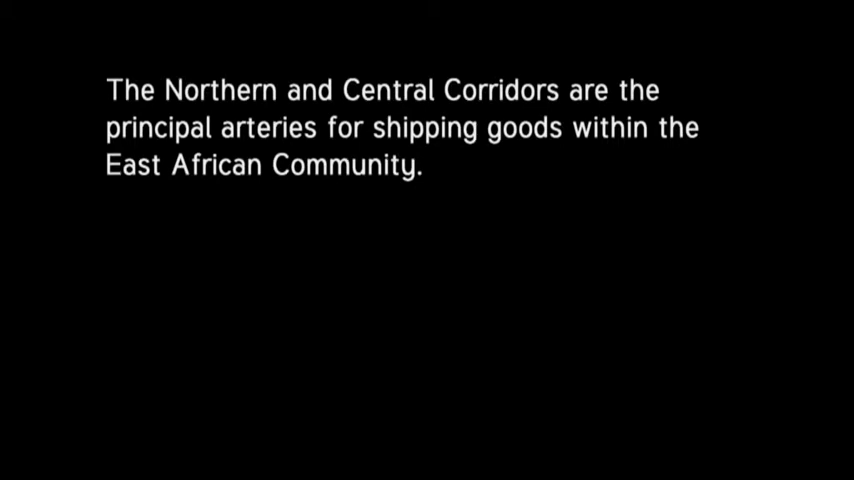 The Northern and Central Corridors are the
principal arteries for shipping goods within the
East African Community.